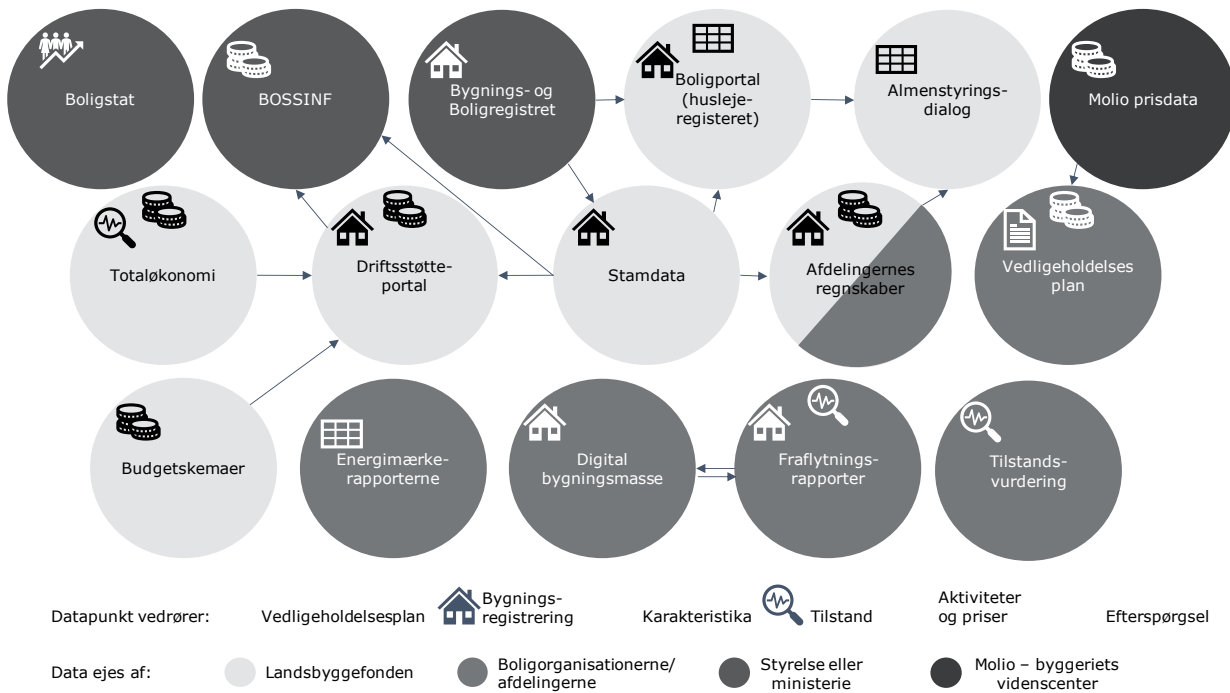 Boligstat
BOSSINF
Bygnings- og
Boligregistret
Boligportal
(husleje-
registeret)
Almenstyrings-
dialog
Molio prisdata
Totaløkonomi
Driftsstøtte-
portal
Stamdata
Afdelingernes
regnskaber
Vedligeholdelses
plan
Budgetskemaer
Energimærke-
rapporterne
Digital
bygningsmasse
Fraflytnings-
rapporter
Tilstands-
vurdering
Datapunkt vedrører:
Vedligeholdelsesplan
Bygnings-
registrering
Karakteristika
Tilstand
Aktiviteter
og priser
Efterspørgsel
Data ejes af:
Landsbyggefonden
Boligorganisationerne/
afdelingerne
Styrelse eller
ministerie
Molio – byggeriets
videnscenter